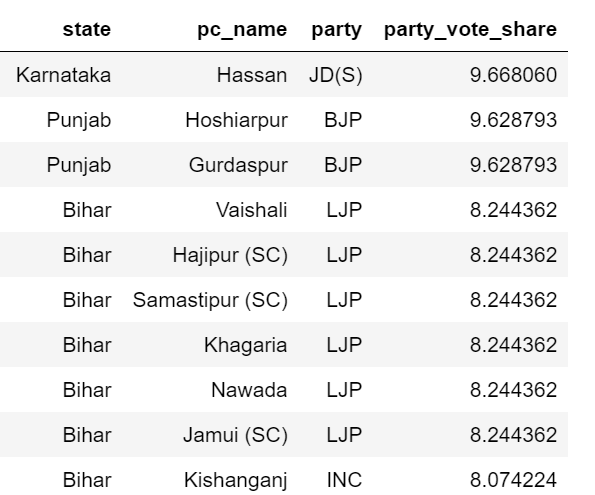 state pc_name party party_vote_share
Karnataka Hassan JD(S) 9.668060
Punjab Hoshiarpur BJP 9.628793
Punjab Gurdaspur BJP 9.628793
Bihar Vaishali LJP 8.244362
Bihar Hajipur (SC) LJP 8.244362
Bihar Samastipur (SC) LJP 8.244362
Bihar Khagaria LJP 8.244362
Bihar Nawada LJP 8.244362
Bihar Jamui (SC) LJP 8.244362
Bihar Kishanganj INC 8.074224